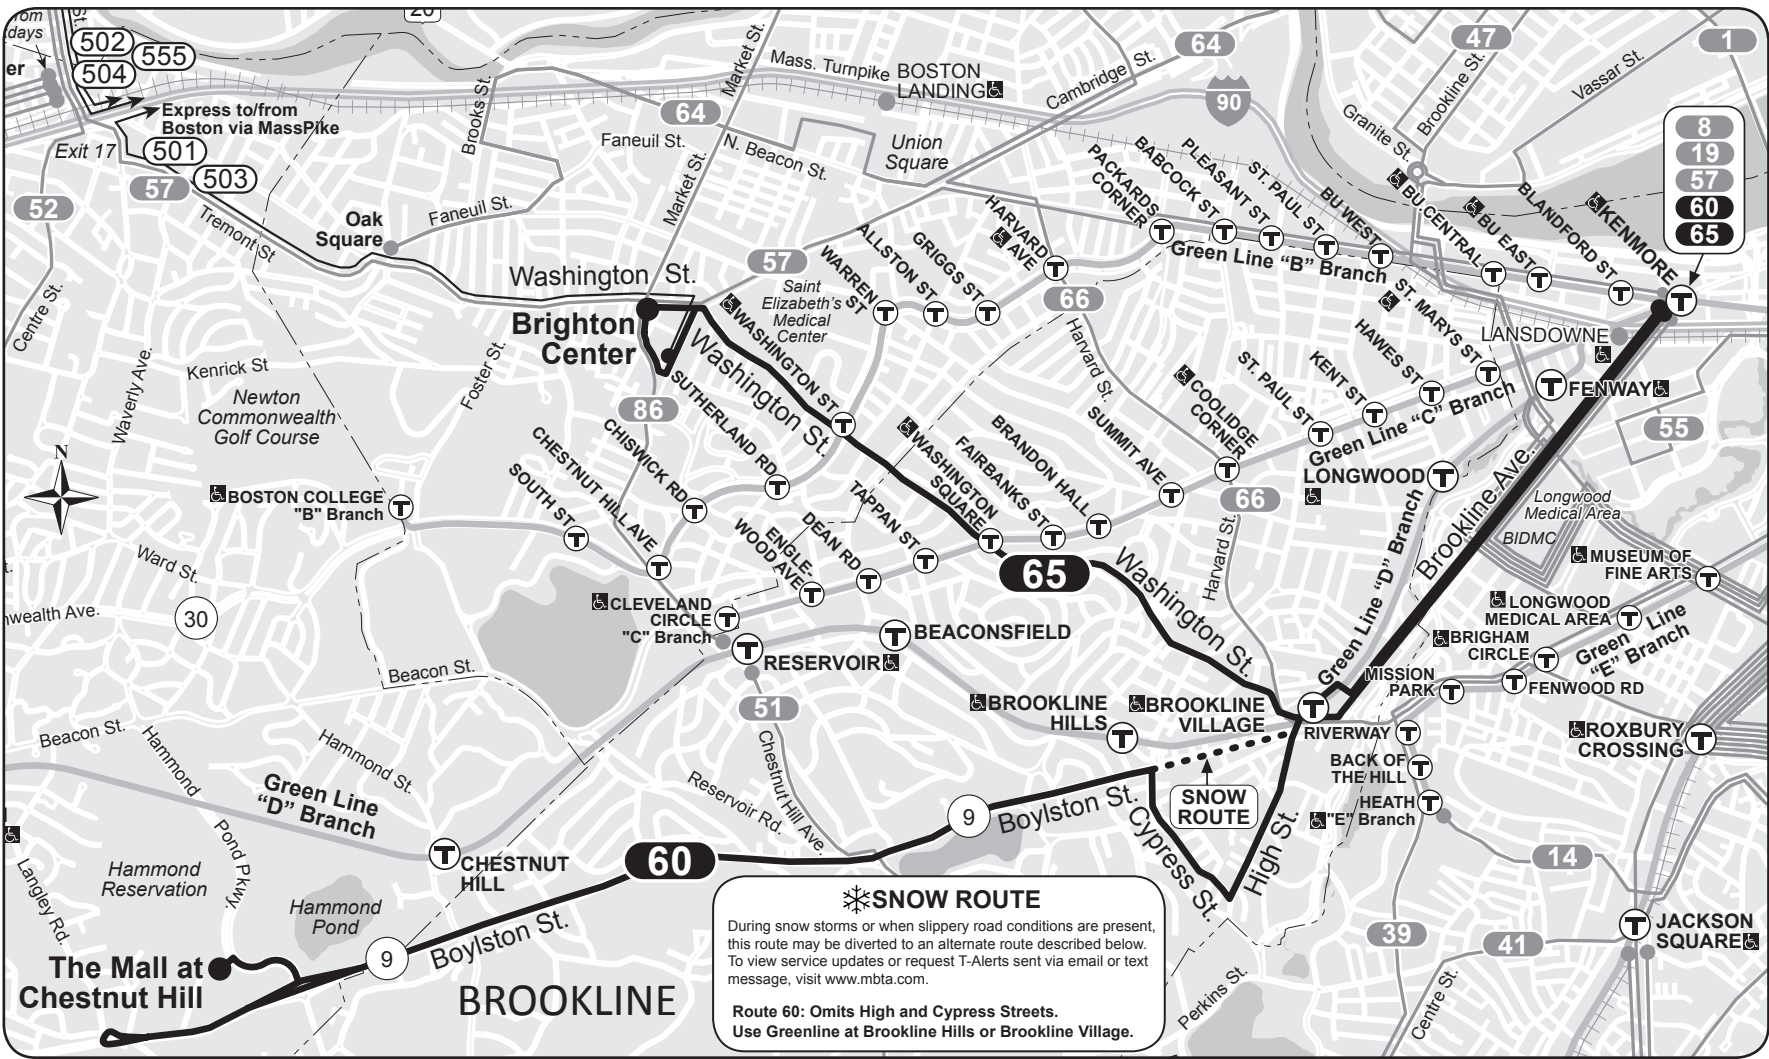 from
days
er
St.
502
555
504
Express to/from
Boston via MassPike
Exit 17
501
503
57
52
20
Market St.
Mass. Turnpike
BOSTON
LANDING
64
Cambridge St.
90
47
Brookline St.
Vassar St.
1
Granite St.
8
19
57
60
65
Brooks St.
64
Faneuil St.
N. Beacon St.
Union
Square
Market St.
Oak
Square
Faneuil St.
Tremont St
Washington St.
57
Saint
Elizabeth's
Medical
Center
WARREN
ST
ALLSTON ST
GRIGGS ST
HARVARD
AVE
PACKARDS
CORNER
BABCOCK ST
PLEASANT ST
ST. PAUL ST
BU WEST
BU CENTRAL
BU EAST
BLANDFORD ST
KENMORE
Green Line “B” Branch
66
Harvard St.
Centre St.
Waverly Ave.
Kenrick St
Foster St.
Newton
Commonwealth
Golf Course
Brighton
Center
Washington St.
WASHINGTON ST
86
SUTHERLAND RD
CHISWICK RD
CHESTNUT HILL AVE
SOUTH ST
N
BOSTON COLLEGE
"B" Branch
WASHINGTON
SQUARE
FAIRBANKS ST
BRANDON HALL
SUMMIT AVE
COOLIDGE
CORNER
ST. PAUL ST
KENT ST
HAWES ST
ST. MARYS ST
Green Line “C” Branch
LANSDOWNE
FENWAY
55
LONGWOOD
66
Harvard St.
TAPPAN ST
DEAN RD
ENGLE-
WOOD AVE
65
Washington St.
Green Line “D” Branch
Brookline Ave.
Longwood
Medical Area
BIDMC
MUSEUM OF
FINE ARTS
LONGWOOD
MEDICAL AREA
Green Line
“E” Branch
BRIGHAM
CIRCLE
MISSION
PARK
FENWOOD RD
Ward St.
t.
nwealth Ave.
30
CLEVELAND
CIRCLE
"C" Branch
BEACONSFIELD
RESERVOIR
Beacon St.
Beacon St.
51
BROOKLINE
HILLS
BROOKLINE
VILLAGE
RIVERWAY
BACK OF
THE HILL
HEATH
"E" Branch
ROXBURY
CROSSING
Hammond
Pond Pkwy.
Hammond St.
Green Line
“D” Branch
Reservoir Rd.
Chestnut Hill Ave.
9
Boylston St.
SNOW
ROUTE
Cypress St.
High St.
14
Langley Rd.
Hammond
Reservation
CHESTNUT
HILL
60
Hammond
Pond
The Mall at
Chestnut Hill
9
Boylston St.
BROOKLINE
39
41
JACKSON
SQUARE
Perkins St.
Centre St.
SNOW ROUTE
During snow storms or when slippery road conditions are present,
this route may be diverted to an alternate route described below.
To view service updates or request T-Alerts sent via email or text
message, visit www.mbta.com.
Route 60: Omits High and Cypress Streets.
Use Greenline at Brookline Hills or Brookline Village.